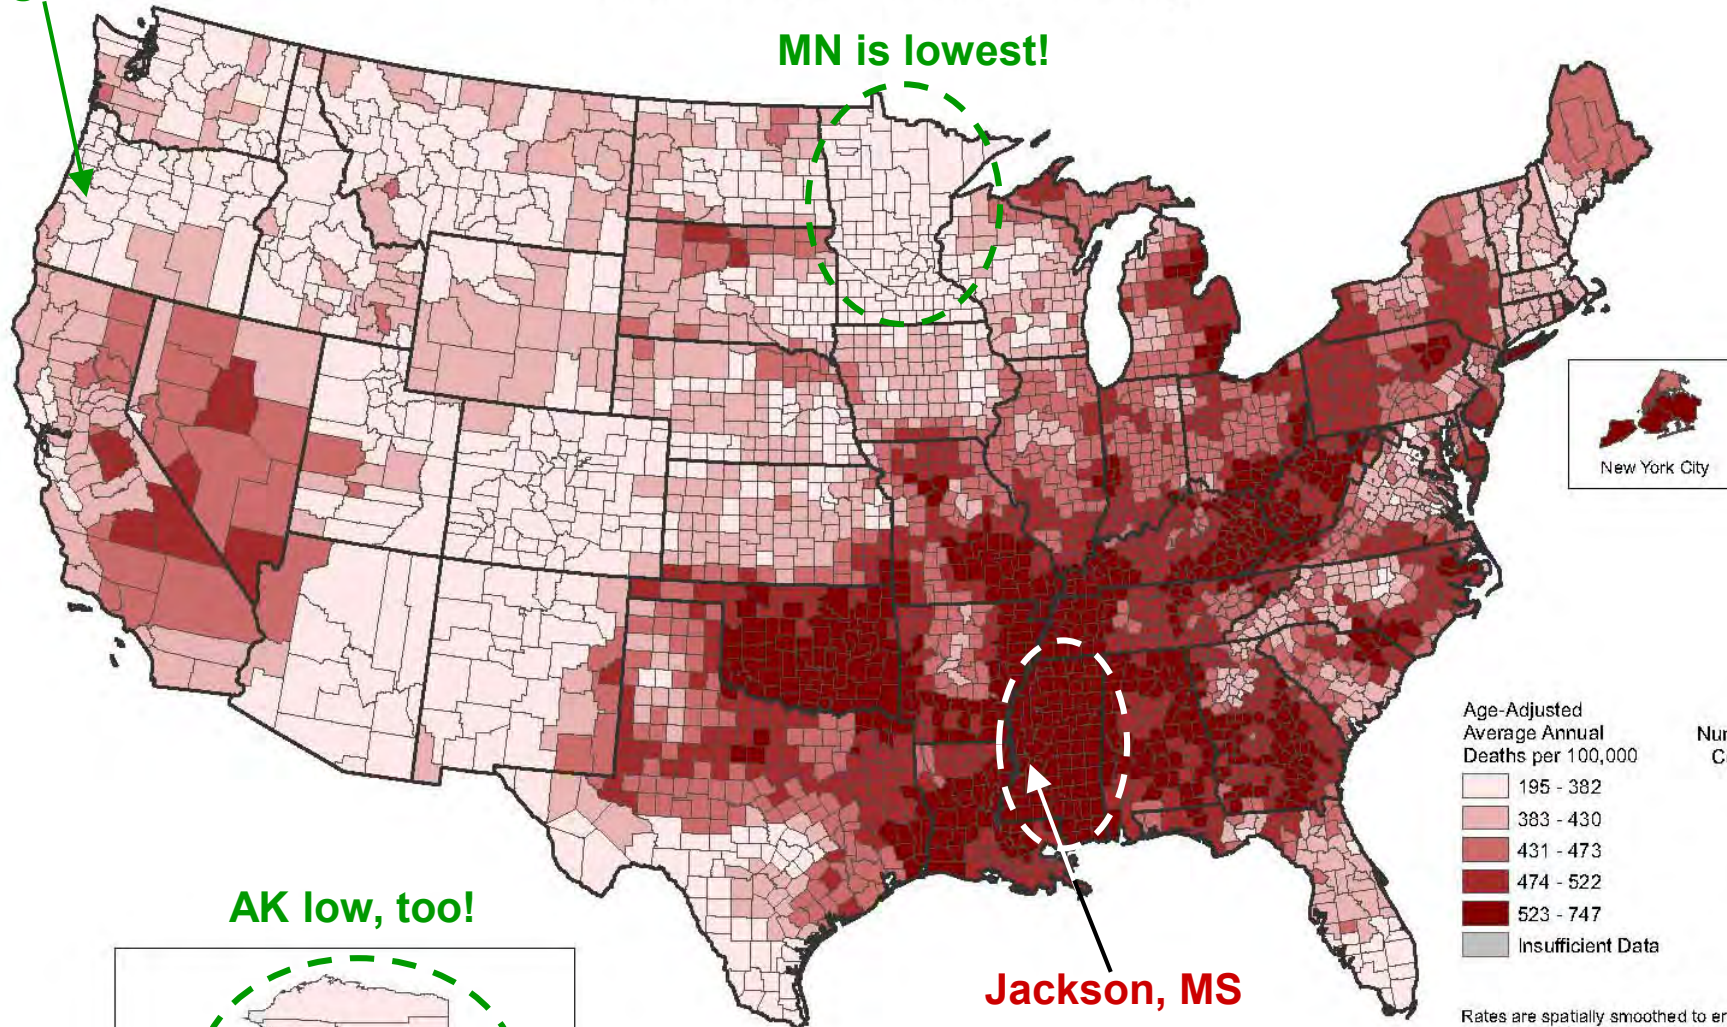 MN is lowest!
New York City
Age-Adjusted
Average Annual
Deaths per 100,000
195 - 382
383 - 430
431 - 473
474 - 522
523 - 747
Insufficient Data
AK low, too!
Jackson, MS
Rates are spatially smoothed to